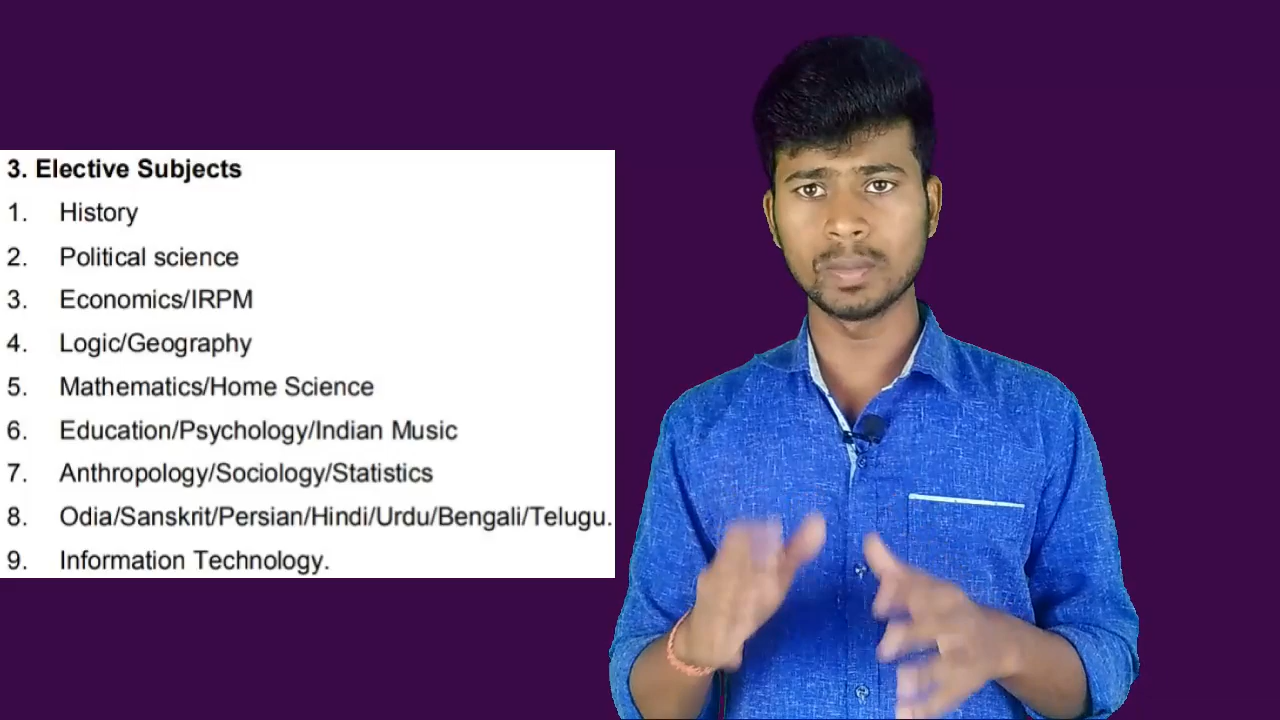 3. Elective Subjects
1. History
2. Political science
3. Economics/IRPM
4. Logic/Geography
5. Mathematics/Home Science
6. Education/Psychology/Indian Music
7. Anthropology/Sociology/Statistics
8. Odia/Sanskrit/Persian/Hindi/Urdu/Bengali/Telugu.
9. Information Technology.